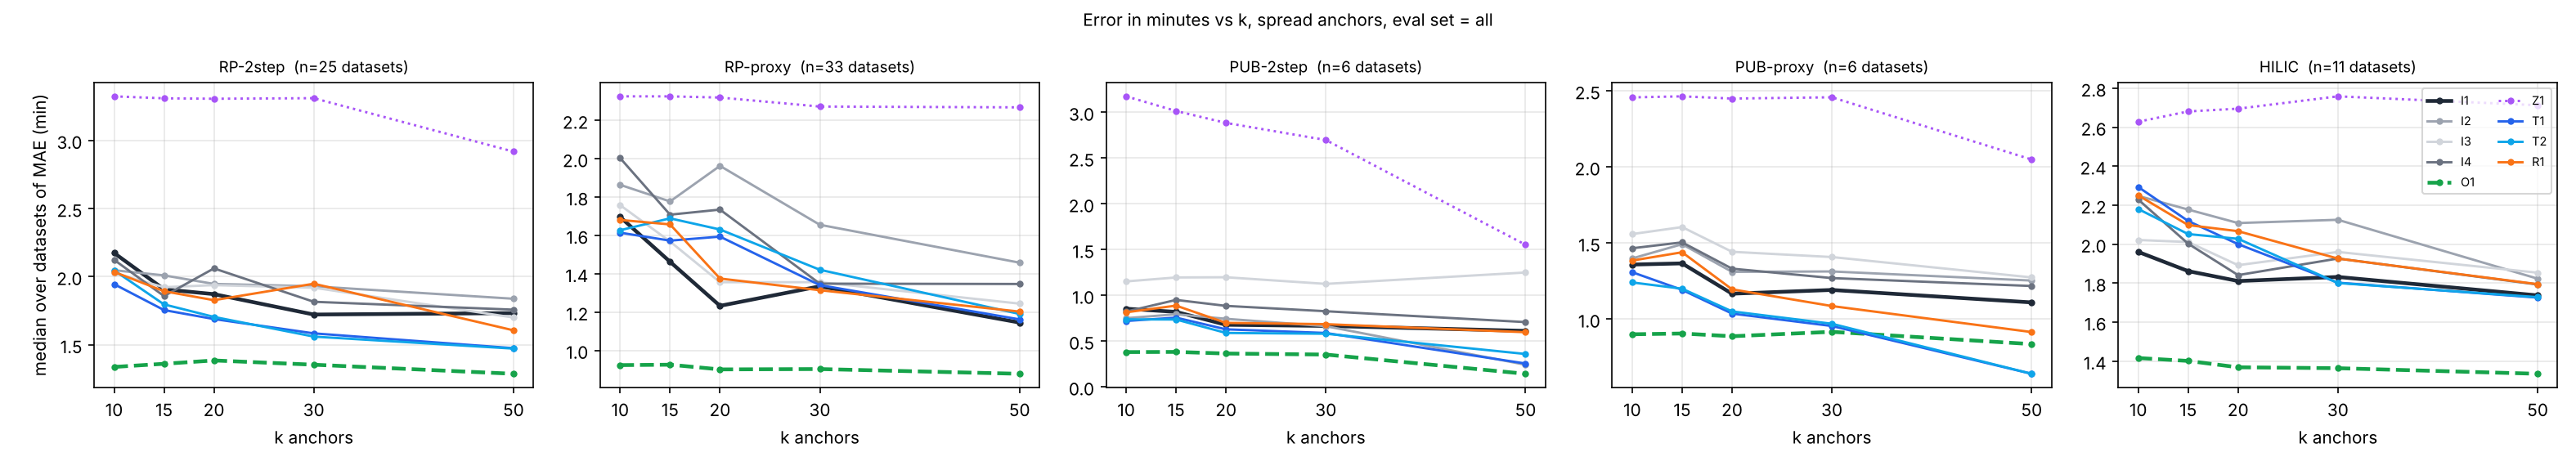 Error in minutes vs k, spread anchors, eval set = all
median over datasets of MAE (min)
RP-2step (n=25 datasets)
3.0
2.5
2.0
1.5
10 15 20 30 50
k anchors
RP-proxy (n=33 datasets)
2.2
2.0
1.8
1.6
1.4
1.2
1.0
10 15 20 30 50
k anchors
PUB-2step (n=6 datasets)
3.0
2.5
2.0
1.5
1.0
0.5
0.0
10 15 20 30 50
k anchors
PUB-proxy (n=6 datasets)
2.5
2.0
1.5
1.0
10 15 20 30 50
k anchors
HILIC (n=11 datasets)
2.8
2.6
2.4
2.2
2.0
1.8
1.6
1.4
10 15 20 30 50
k anchors
I1
I2
I3
I4
O1
Z1
T1
T2
R1